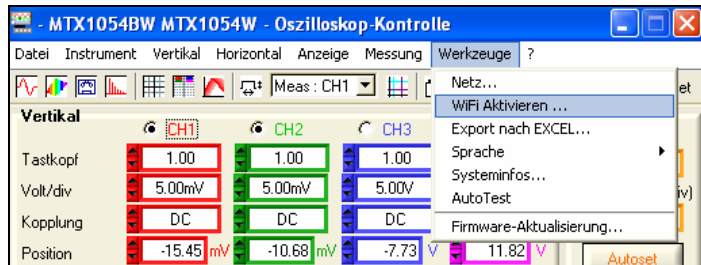 - MTX1054BW MTX1054W - Oszilloskop-Kontrolle
Datei Instrument Vertikal Horizontal Anzeige Messung Werkzeuge ?
Meas : CH1
et
Netz...
WiFi Aktivieren ...
Export nach EXCEL...
Sprache
Systeminfos...
AutoTest
Firmware-Aktualisierung...
Vertikal
CH1 CH2 CH3
Tastkopf 1.00 1.00 1.00
Volt/div 5.00mV 5.00mV 5.00V iv)
Kopplung DC DC DC
Position -15.45 mV -10.68 mV -7.73 V 11.82 V
Autoset